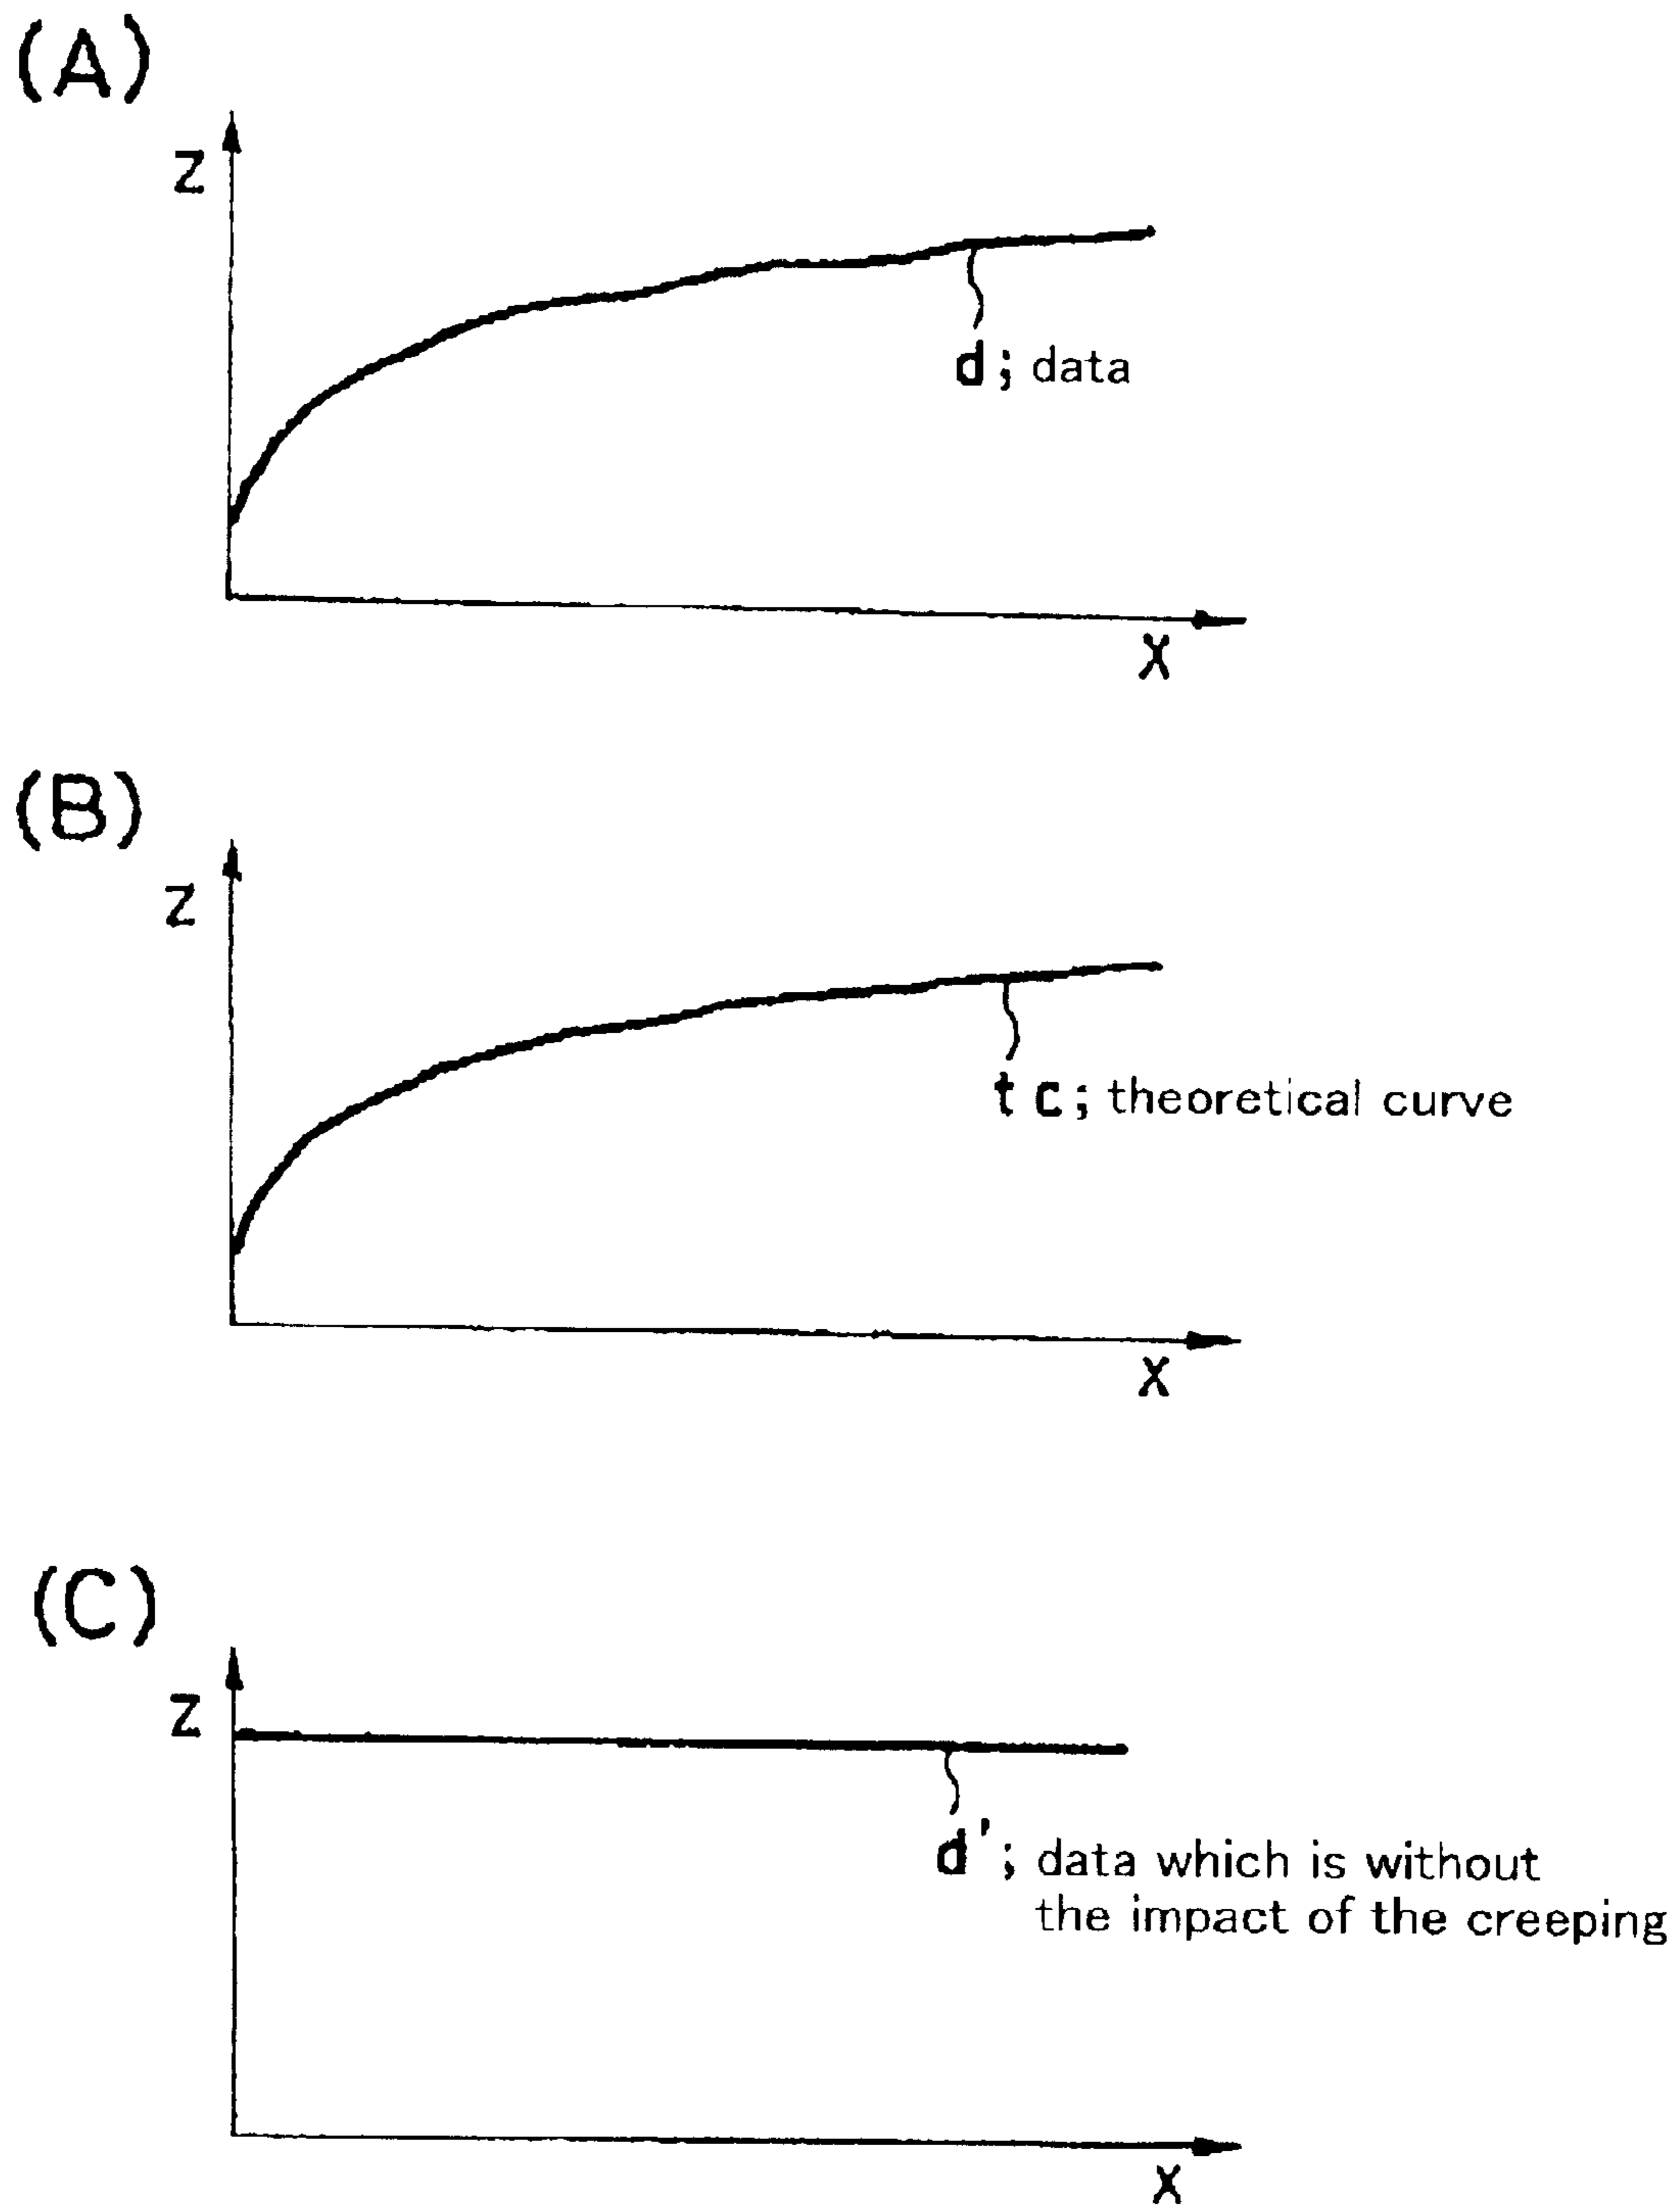 (A)
Z
d; data
X
(B)
Z
tc; theoretical curve
X
(C)
Z
d'; data which is without
the impact of the creeping
X